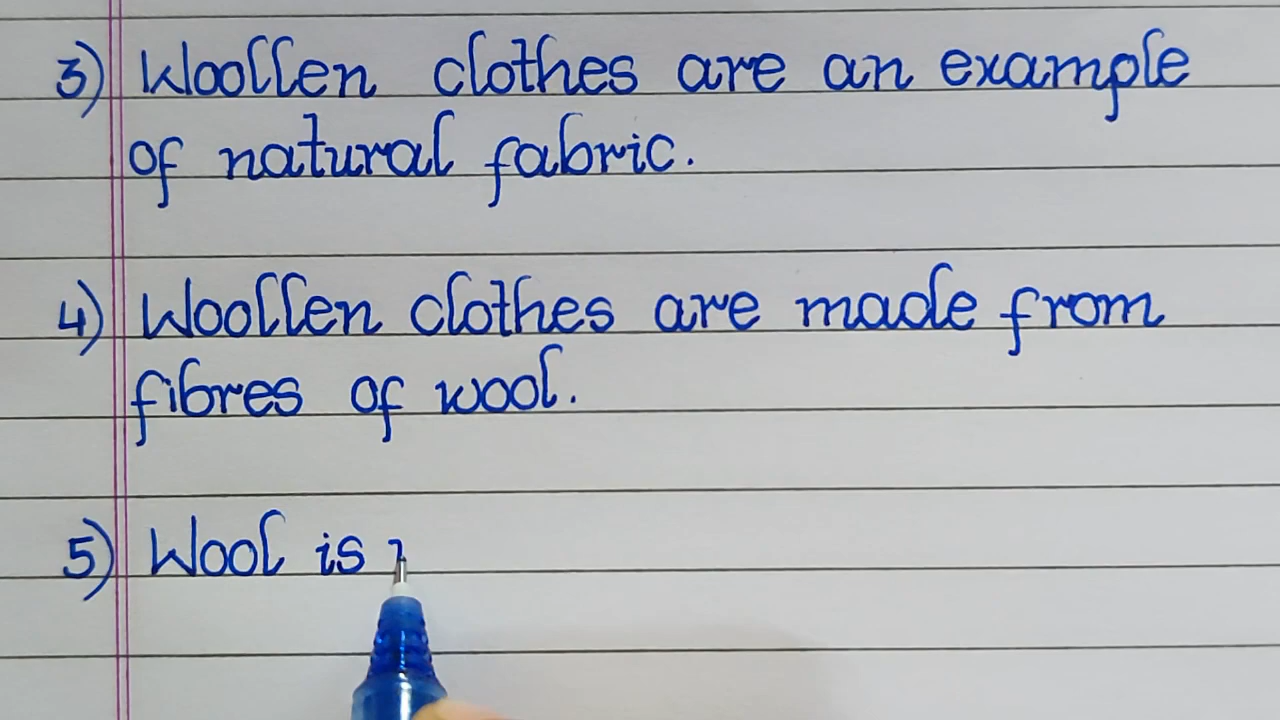 3) Woollen clothes are an example
of natural fabric.
4) Woollen clothes are made from
fibres of wool.
5) Wool is